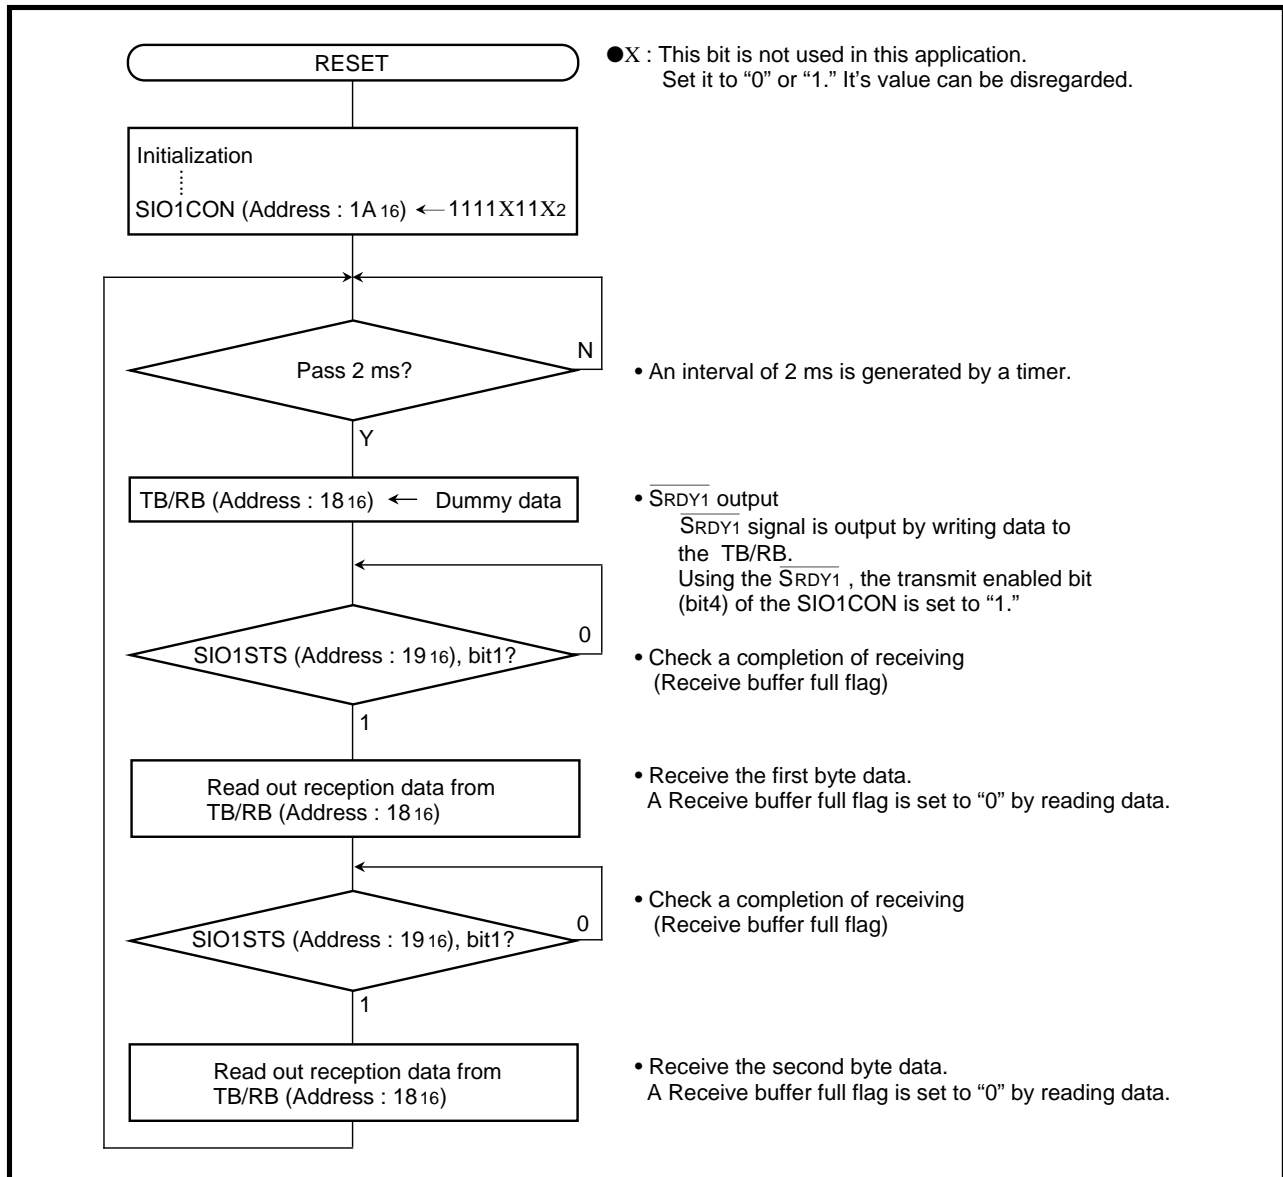 RESET
●X : This bit is not used in this application.
Set it to “0” or “1.” It’s value can be disregarded.
Initialization
SIO1CON (Address : 1A16) ← 1111X11X2
Pass 2 ms?
N
• An interval of 2 ms is generated by a timer.
Y
TB/RB (Address : 1816) ← Dummy data
• SRDY1 output
SRDY1 signal is output by writing data to
the TB/RB.
Using the SRDY1 , the transmit enabled bit
(bit4) of the SIO1CON is set to “1.”
SIO1STS (Address : 1916), bit1?
0
• Check a completion of receiving
(Receive buffer full flag)
1
Read out reception data from
TB/RB (Address : 1816)
• Receive the first byte data.
A Receive buffer full flag is set to “0” by reading data.
SIO1STS (Address : 1916), bit1?
0
• Check a completion of receiving
(Receive buffer full flag)
1
Read out reception data from
TB/RB (Address : 1816)
• Receive the second byte data.
A Receive buffer full flag is set to “0” by reading data.